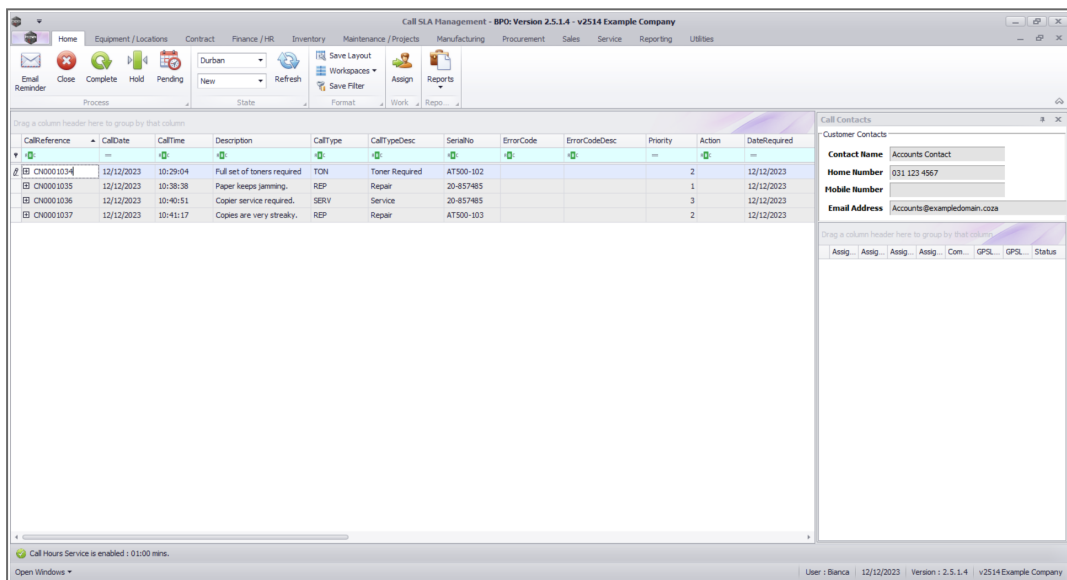 Call SLA Management - BPO: Version 2.5.1.4 - v2514 Example Company
Home Equipment / Locations Contract Finance / HR Inventory Maintenance / Projects Manufacturing Procurement Sales Service Reporting Utilities
Email Reminder Close Complete Hold Pending Durban New Refresh Save Layout Workspaces Save Filter Assign Reports
Process State Format Work Repo...
Drag a column header here to group by that column
CallReference CallDate CallTime Description CallType CallTypeDesc SerialNo ErrorCode ErrorCodeDesc Priority Action DateRequired
CN0001034 12/12/2023 10:29:04 Full set of toners required TON Toner Required AT500-102 2 12/12/2023
CN0001035 12/12/2023 10:38:38 Paper keeps jamming. REP Repair 20-857485 1 12/12/2023
CN0001036 12/12/2023 10:40:51 Copier service required. SERV Service 20-857485 3 12/12/2023
CN0001037 12/12/2023 10:41:17 Copies are very streaky. REP Repair AT500-103 2 12/12/2023
Call Contacts
Customer Contacts
Contact Name Accounts Contact
Home Number 031 123 4567
Mobile Number
Email Address Accounts@exampledomain.coza
Drag a column header here to group by that column
Assig... Assig... Assig... Assig... Com... GPSL... GPSL... Status
Call Hours Service is enabled : 01:00 mins.
Open Windows User : Bianca 12/12/2023 Version : 2.5.1.4 v2514 Example Company